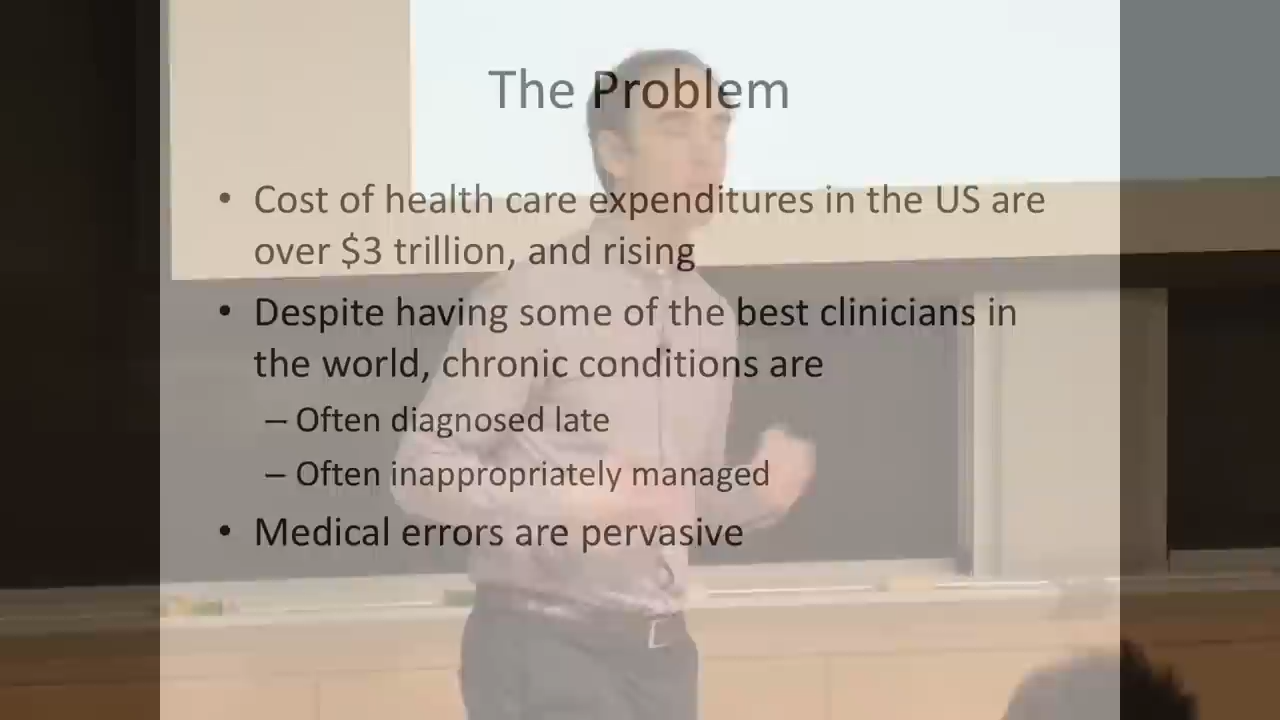 The Problem
• Cost of health care expenditures in the US are
over $3 trillion, and rising
• Despite having some of the best clinicians in
the world, chronic conditions are
– Often diagnosed late
– Often inappropriately managed
• Medical errors are pervasive